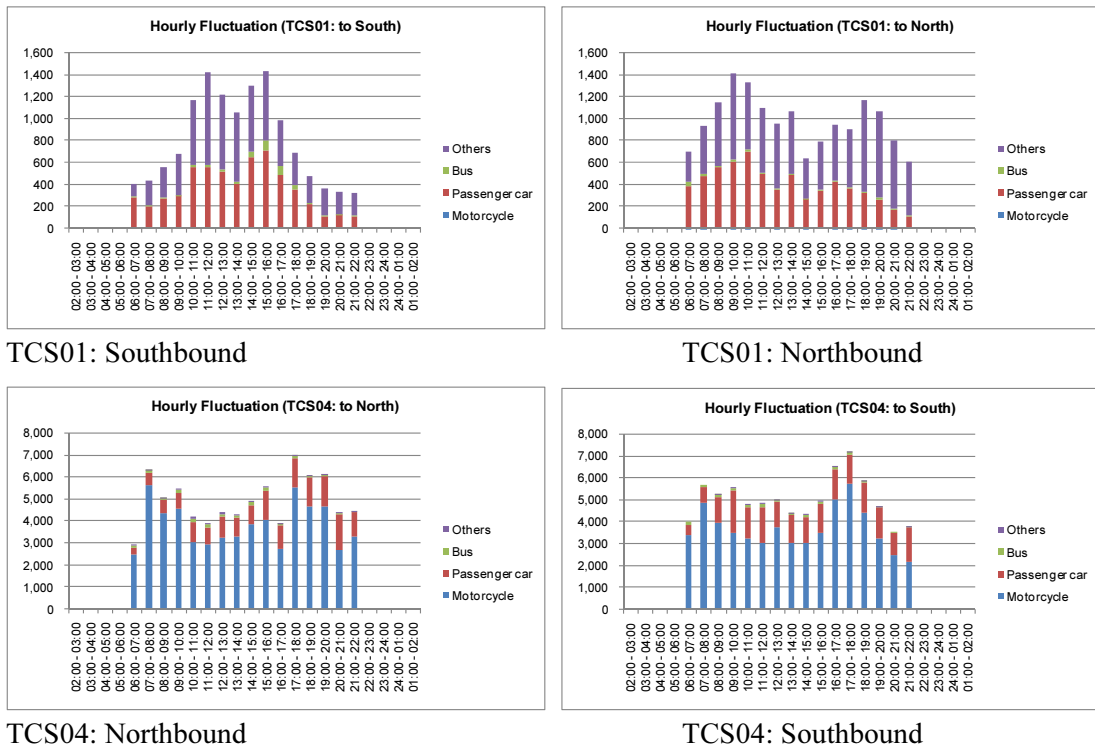 Hourly Fluctuation (TCS01: to South)
1,600
1,400
1,200
1,000
800
600
400
200
0
Others
Bus
Passenger car
Motorcycle
02:00 - 03:00
03:00 - 04:00
04:00 - 05:00
05:00 - 06:00
06:00 - 07:00
07:00 - 08:00
08:00 - 09:00
09:00 - 10:00
10:00 - 11:00
11:00 - 12:00
12:00 - 13:00
13:00 - 14:00
14:00 - 15:00
15:00 - 16:00
16:00 - 17:00
17:00 - 18:00
18:00 - 19:00
19:00 - 20:00
20:00 - 21:00
21:00 - 22:00
22:00 - 23:00
23:00 - 24:00
24:00 - 01:00
01:00 - 02:00
TCS01: Southbound
Hourly Fluctuation (TCS01: to North)
1,600
1,400
1,200
1,000
800
600
400
200
0
Others
Bus
Passenger car
Motorcycle
02:00 - 03:00
03:00 - 04:00
04:00 - 05:00
05:00 - 06:00
06:00 - 07:00
07:00 - 08:00
08:00 - 09:00
09:00 - 10:00
10:00 - 11:00
11:00 - 12:00
12:00 - 13:00
13:00 - 14:00
14:00 - 15:00
15:00 - 16:00
16:00 - 17:00
17:00 - 18:00
18:00 - 19:00
19:00 - 20:00
20:00 - 21:00
21:00 - 22:00
22:00 - 23:00
23:00 - 24:00
24:00 - 01:00
01:00 - 02:00
TCS01: Northbound
Hourly Fluctuation (TCS04: to North)
8,000
7,000
6,000
5,000
4,000
3,000
2,000
1,000
0
Others
Bus
Passenger car
Motorcycle
02:00 - 03:00
03:00 - 04:00
04:00 - 05:00
05:00 - 06:00
06:00 - 07:00
07:00 - 08:00
08:00 - 09:00
09:00 - 10:00
10:00 - 11:00
11:00 - 12:00
12:00 - 13:00
13:00 - 14:00
14:00 - 15:00
15:00 - 16:00
16:00 - 17:00
17:00 - 18:00
18:00 - 19:00
19:00 - 20:00
20:00 - 21:00
21:00 - 22:00
22:00 - 23:00
23:00 - 24:00
24:00 - 01:00
01:00 - 02:00
TCS04: Northbound
Hourly Fluctuation (TCS04: to South)
8,000
7,000
6,000
5,000
4,000
3,000
2,000
1,000
0
Others
Bus
Passenger car
Motorcycle
02:00 - 03:00
03:00 - 04:00
04:00 - 05:00
05:00 - 06:00
06:00 - 07:00
07:00 - 08:00
08:00 - 09:00
09:00 - 10:00
10:00 - 11:00
11:00 - 12:00
12:00 - 13:00
13:00 - 14:00
14:00 - 15:00
15:00 - 16:00
16:00 - 17:00
17:00 - 18:00
18:00 - 19:00
19:00 - 20:00
20:00 - 21:00
21:00 - 22:00
22:00 - 23:00
23:00 - 24:00
24:00 - 01:00
01:00 - 02:00
TCS04: Southbound